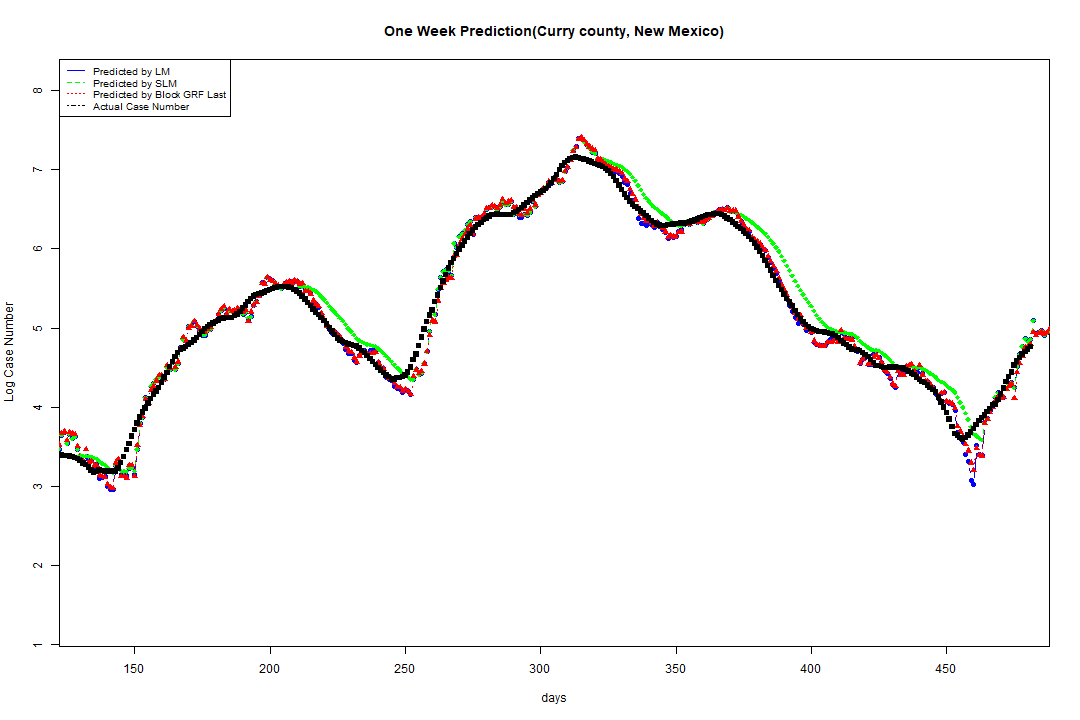 One Week Prediction(Curry county, New Mexico)
Predicted by LM
Predicted by SLM
Predicted by Block GRF Last
Actual Case Number
8
7
6
5
4
3
2
1
Log Case Number
150 200 250 300 350 400 450
days